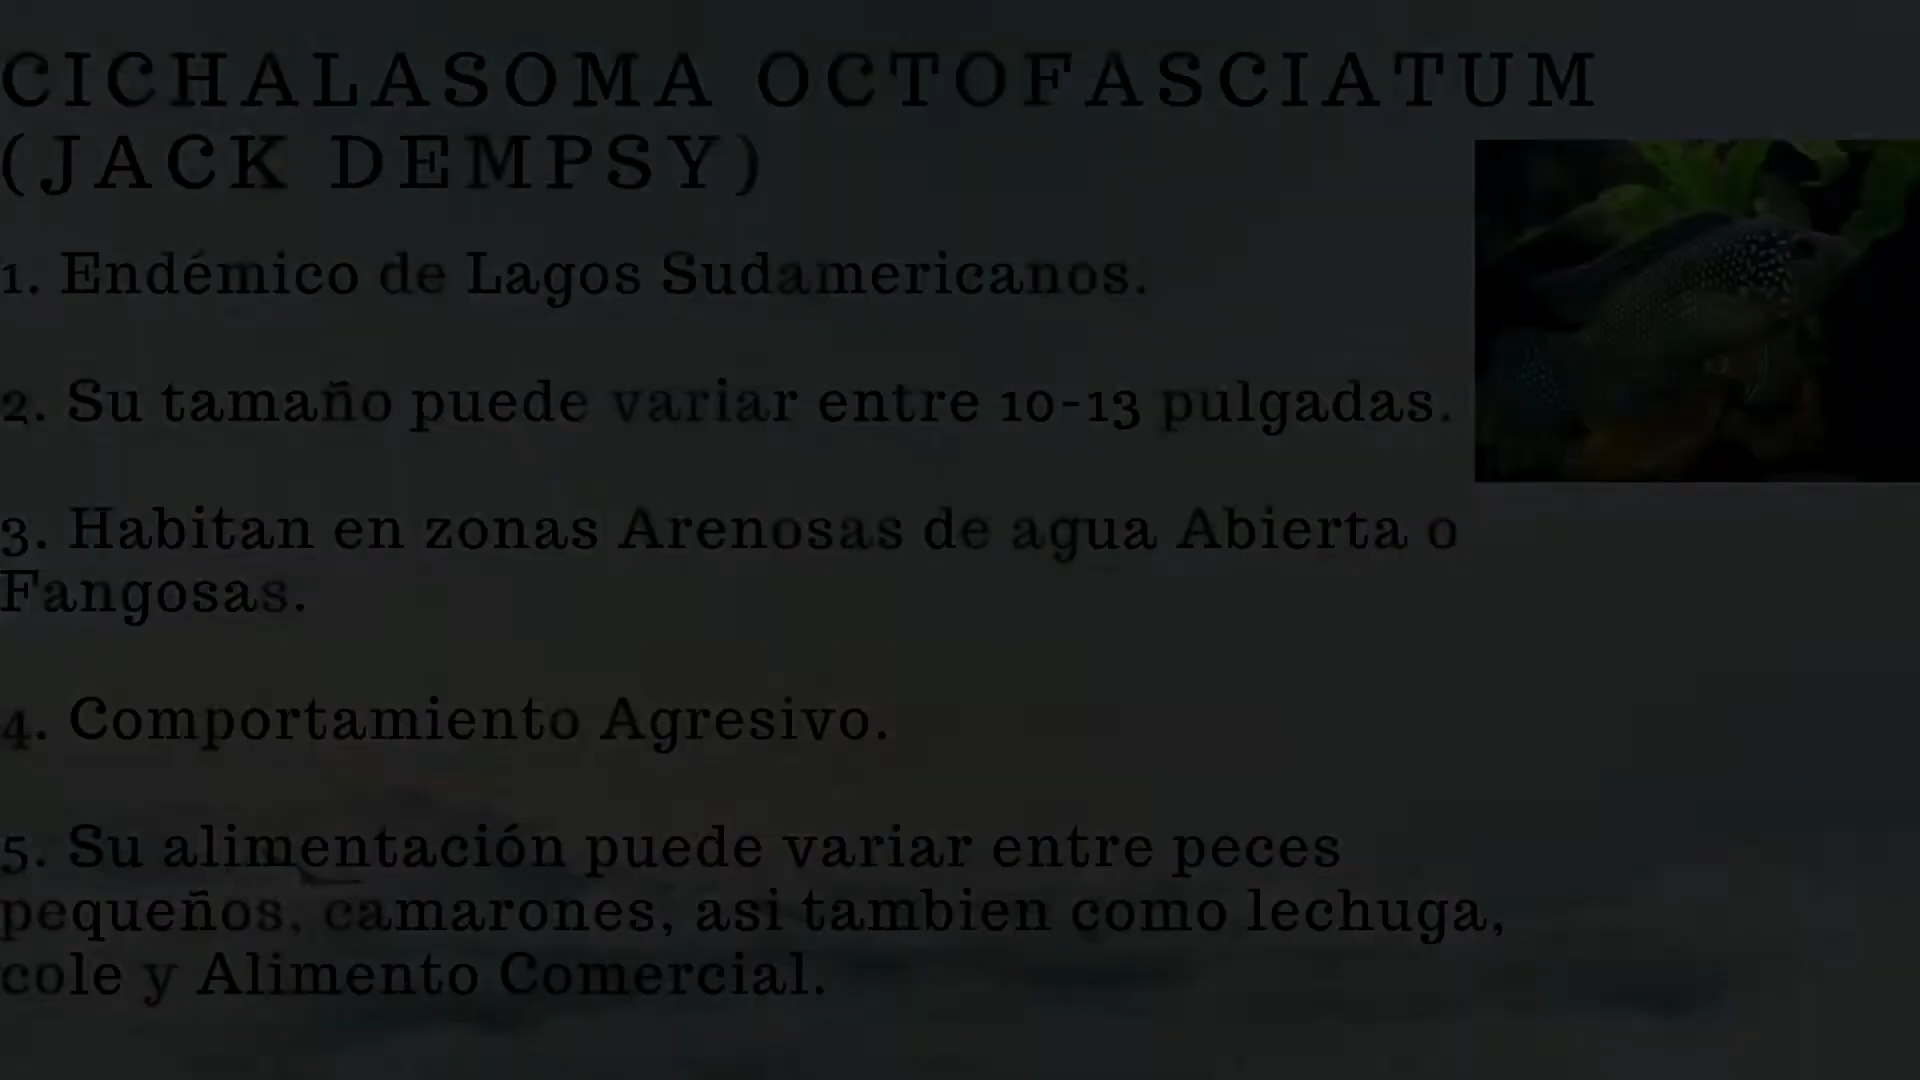 CICHALASOMA OCTOFASCIATUM
(JACK DEMPSY)
1. Endémico de Lagos Sudamericanos.
2. Su tamaño puede variar entre 10-13 pulgadas.
3. Habitan en zonas Arenosas de agua Abierta o
Fangosas.
4. Comportamiento Agresivo.
5. Su alimentación puede variar entre peces
pequeños, camarones, asi tambien como lechuga,
cole y Alimento Comercial.